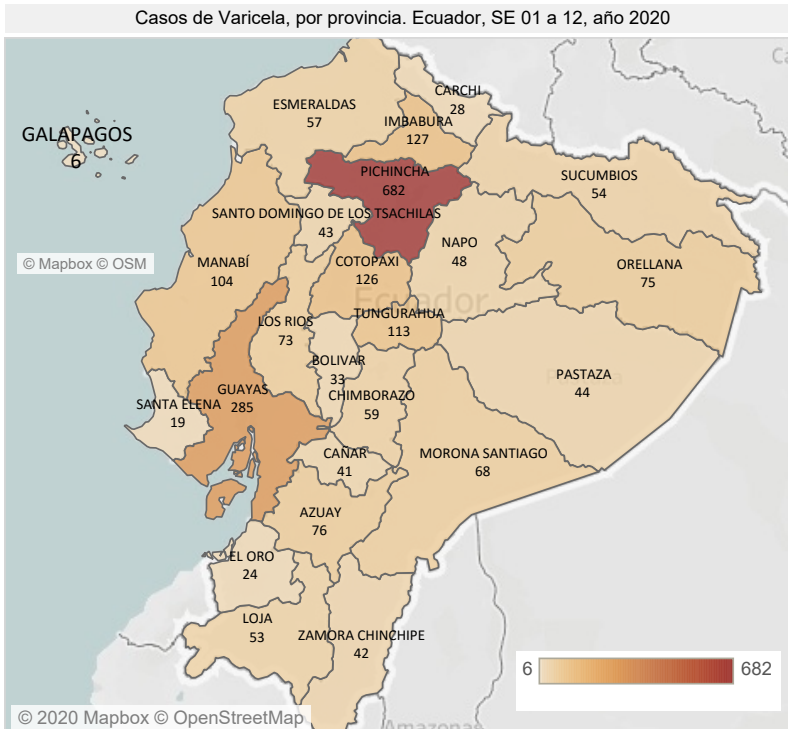 Casos de Varicela, por provincia. Ecuador, SE 01 a 12, año 2020
CARCHI
28
ESMERALDAS
57
IMBABURA
127
GALAPAGOS
6
PICHINCHA
682
SUCUMBIOS
54
SANTO DOMINGO DE LOS TSACHILAS
43
NAPO
48
© Mapbox © OSM
MANABÍ
104
COTOPAXI
126
ORELLANA
75
Ecuador
TUNGURAHUA
113
LOS RIOS
73
BOLIVAR
33
PASTAZA
44
GUAYAS
285
CHIMBORAZO
59
SANTA ELENA
19
CAÑAR
41
MORONA SANTIAGO
68
AZUAY
76
EL ORO
24
LOJA
53
ZAMORA CHINCHIPE
42
6
682
© 2020 Mapbox © OpenStreetMap
Amazonas